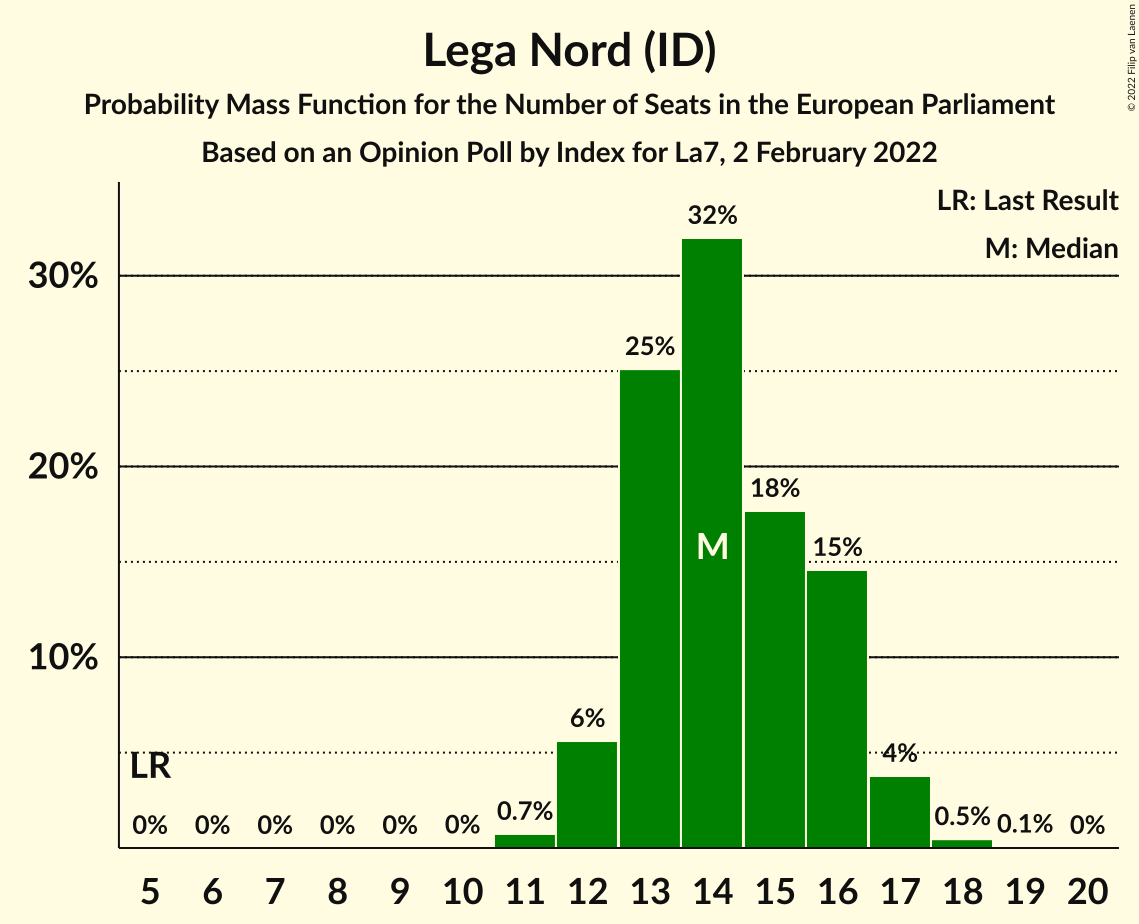 Lega Nord (ID)
Probability Mass Function for the Number of Seats in the European Parliament
Based on an Opinion Poll by Index for La7, 2 February 2022
© 2022 Filip van Laenen
LR: Last Result
M: Median
30%
20%
10%
LR
M
0%
0%
0%
0%
0%
0%
0.7%
6%
25%
32%
18%
15%
4%
0.5%
0.1%
0%
5 6 7 8 9 10 11 12 13 14 15 16 17 18 19 20